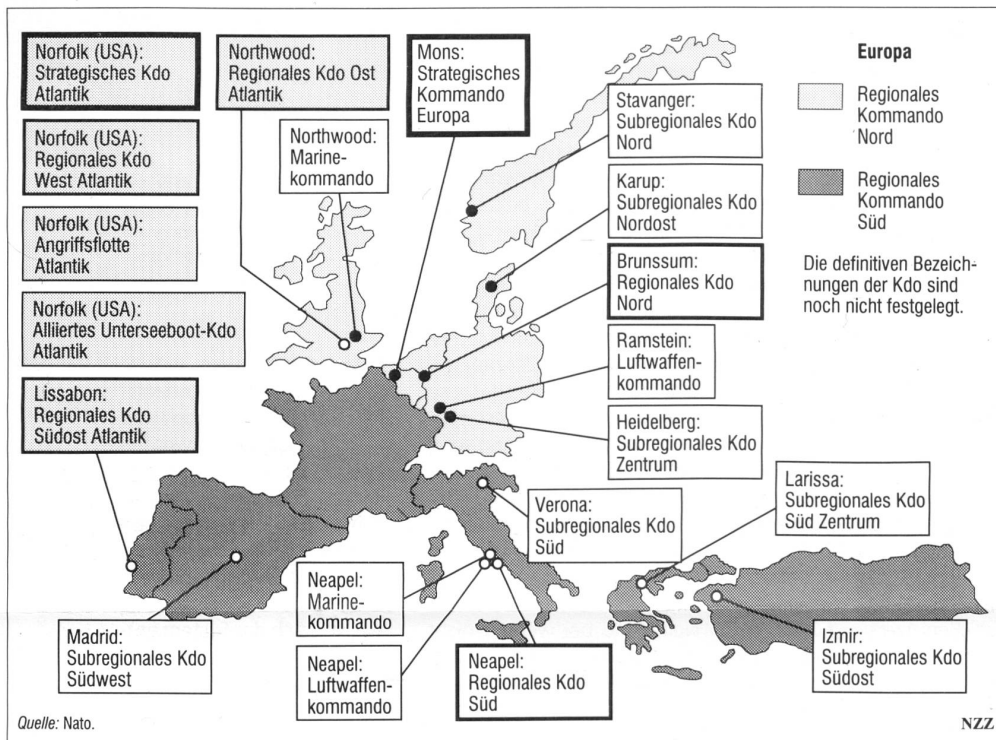 Norfolk (USA):
Strategisches Kdo
Atlantik
Norfolk (USA):
Regionales Kdo
West Atlantik
Norfolk (USA):
Angriffsflotte
Atlantik
Norfolk (USA):
Alliiertes Unterseeboot-Kdo
Atlantik
Lissabon:
Regionales Kdo
Südost Atlantik
Northwood:
Regionales Kdo Ost
Atlantik
Northwood:
Marine-
kommando
Mons:
Strategisches
Kommando
Europa
Stavanger:
Subregionales Kdo
Nord
Karup:
Subregionales Kdo
Nordost
Brunssum:
Regionales Kdo
Nord
Ramstein:
Luftwaffen-
kommando
Heidelberg:
Subregionales Kdo
Zentrum
Europa
Regionales
Kommando
Nord
Regionales
Kommando
Süd
Die definitiven Bezeich-
nungen der Kdo sind
noch nicht festgelegt.
Larissa:
Subregionales Kdo
Süd Zentrum
Verona:
Subregionales Kdo
Süd
Neapel:
Marine-
kommando
Madrid:
Subregionales Kdo
Südwest
Neapel:
Luftwaffen-
kommando
Neapel:
Regionales Kdo
Süd
Izmir:
Subregionales Kdo
Südost
Quelle: Nato.
NZZ